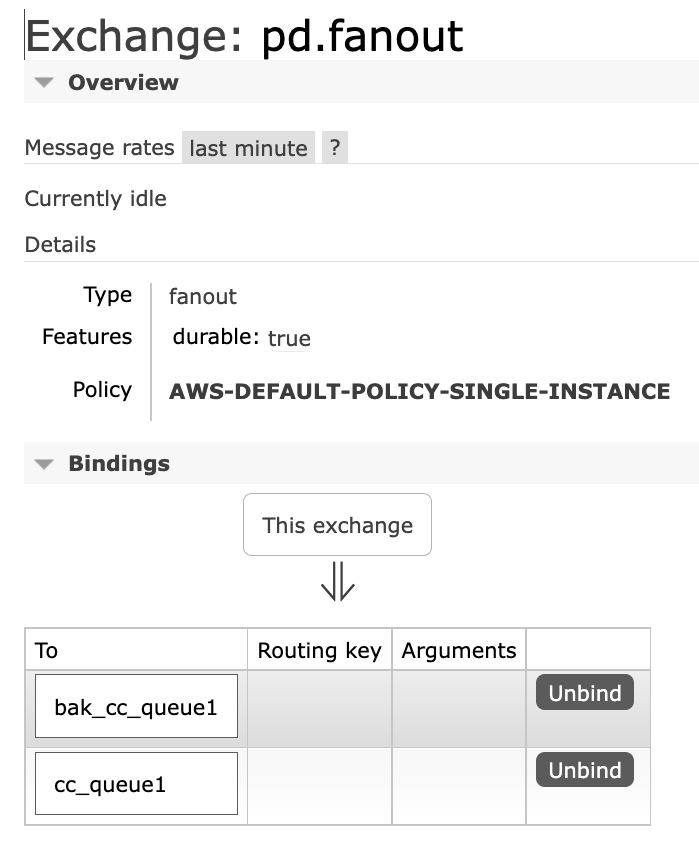 Exchange: pd.fanout
Overview
Message rates last minute ?
Currently idle
Details
Type fanout
Features durable: true
Policy AWS-DEFAULT-POLICY-SINGLE-INSTANCE
Bindings
This exchange
⇓
To Routing key Arguments
bak_cc_queue1 Unbind
cc_queue1 Unbind